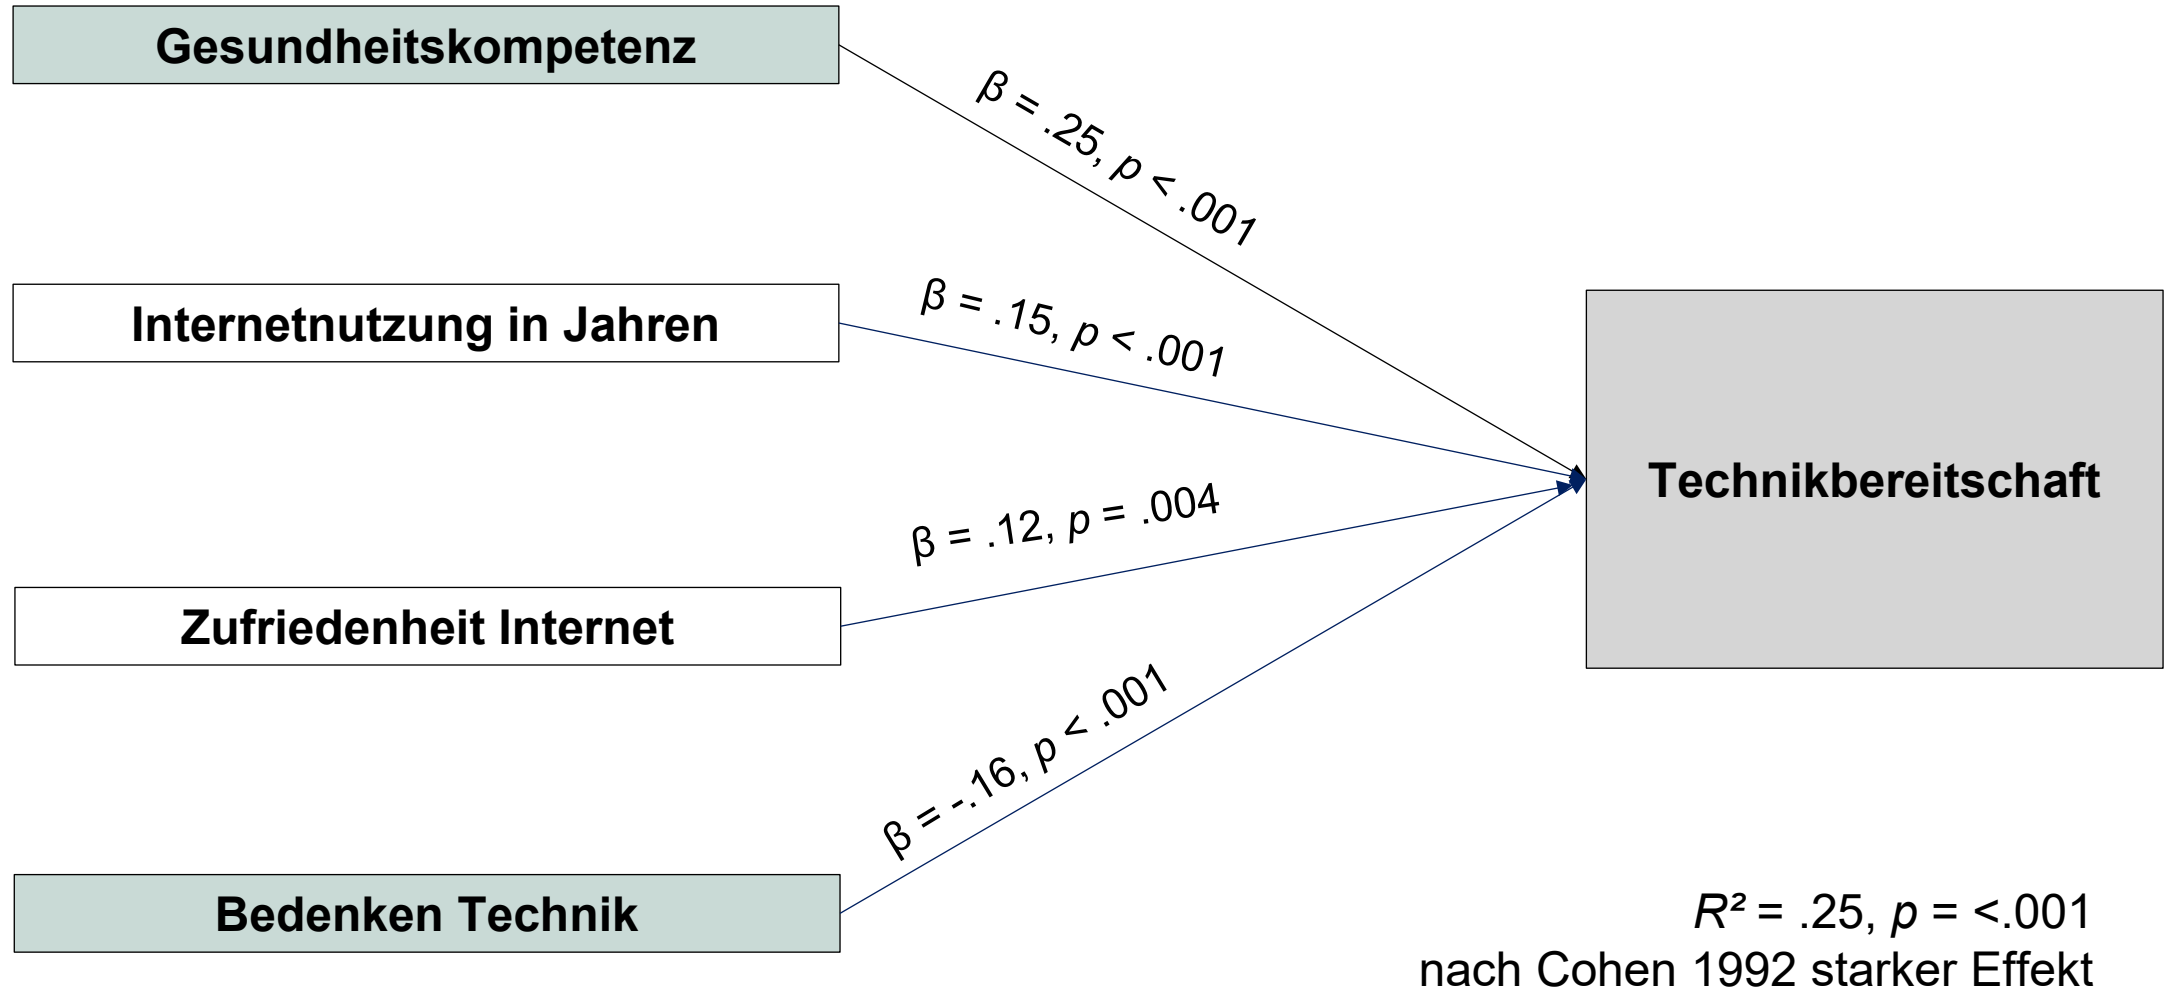 Gesundheitskompetenz
β = .25, p < .001
Internetnutzung in Jahren
β = .15, p < .001
Technikbereitschaft
β = .12, p = .004
Zufriedenheit Internet
β = -.16, p < .001
Bedenken Technik
R² = .25, p = <.001
nach Cohen 1992 starker Effekt